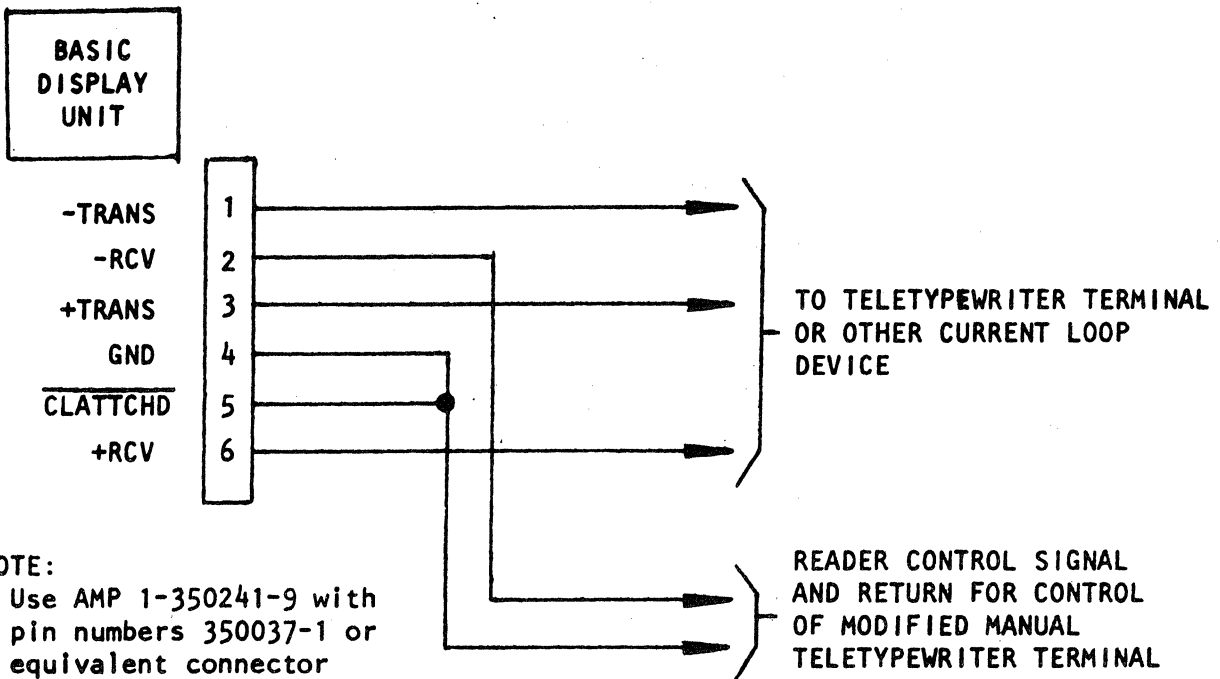 BASIC
DISPLAY
UNIT
-TRANS 1
-RCV 2
+TRANS 3
GND 4
CLATTCHD 5
+RCV 6
TO TELETYPEWRITER TERMINAL
OR OTHER CURRENT LOOP
DEVICE
OTE:
Use AMP 1-350241-9 with
pin numbers 350037-1 or
equivalent connector
READER CONTROL SIGNAL
AND RETURN FOR CONTROL
OF MODIFIED MANUAL
TELETYPEWRITER TERMINAL